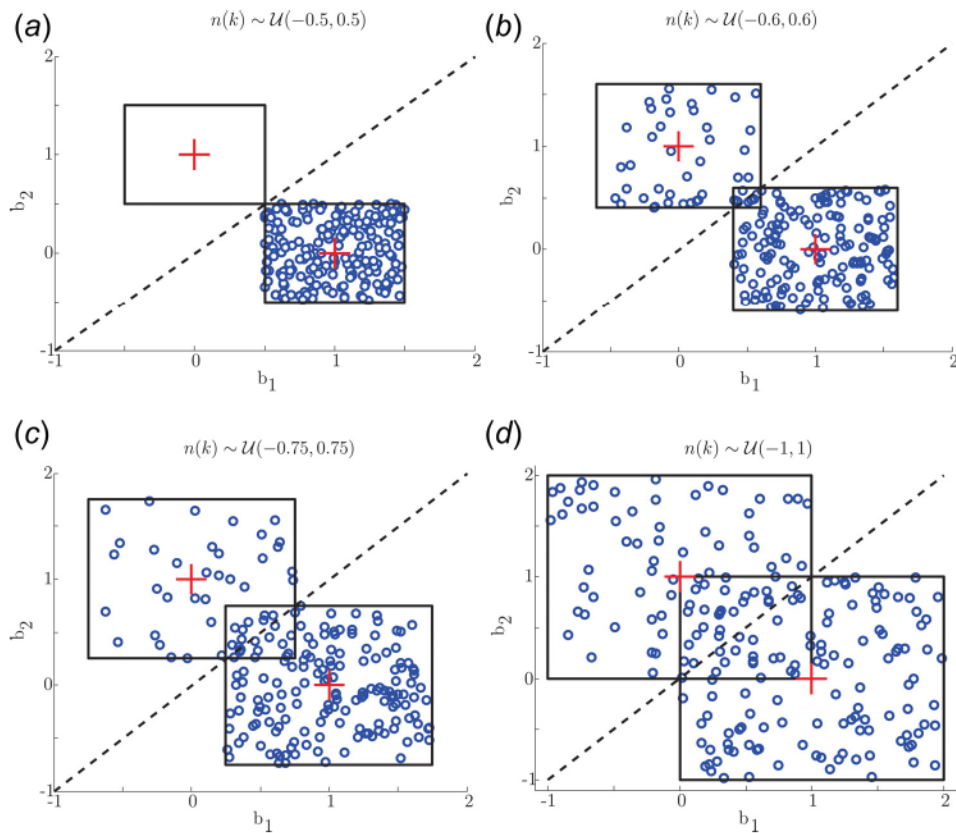 (a)
n(k) ∼ 𝒰(−0.5, 0.5)
2
1
0
-1
b₂
-1 0 1 2
b₁
(b)
n(k) ∼ 𝒰(−0.6, 0.6)
2
1
0
-1
b₂
-1 0 1 2
b₁
(c)
n(k) ∼ 𝒰(−0.75, 0.75)
2
1
0
-1
b₂
-1 0 1 2
b₁
(d)
n(k) ∼ 𝒰(−1, 1)
2
1
0
-1
b₂
-1 0 1 2
b₁